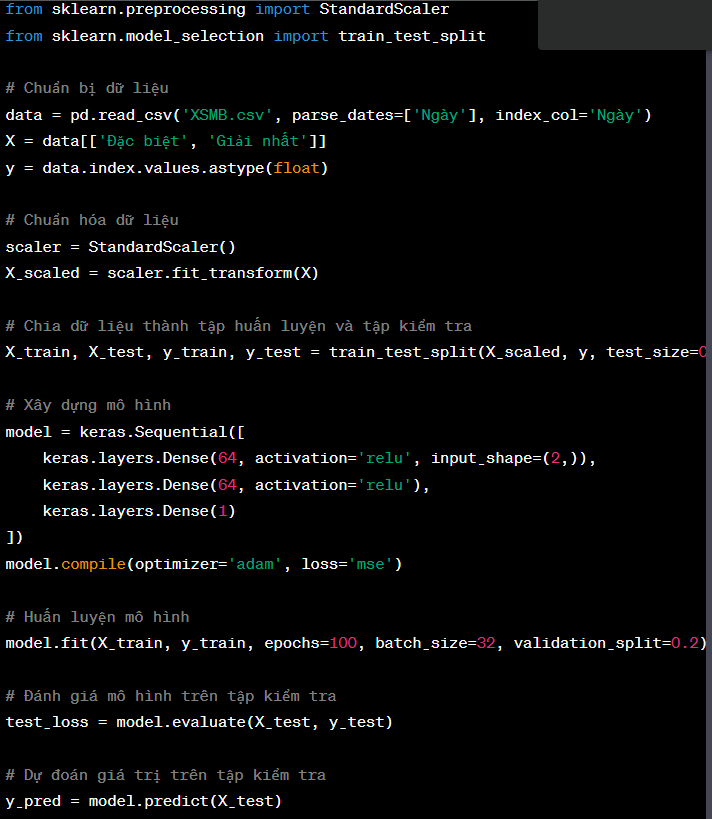 from sklearn.preprocessing import StandardScaler
from sklearn.model_selection import train_test_split
# Chuẩn bị dữ liệu
data = pd.read_csv('XSMB.csv', parse_dates=['Ngày'], index_col='Ngày')
X = data[['Đặc biệt', 'Giải nhất']]
y = data.index.values.astype(float)
# Chuẩn hóa dữ liệu
scaler = StandardScaler()
X_scaled = scaler.fit_transform(X)
# Chia dữ liệu thành tập huấn luyện và tập kiểm tra
X_train, X_test, y_train, y_test = train_test_split(X_scaled, y, test_size=0
# Xây dựng mô hình
model = keras.Sequential([
    keras.layers.Dense(64, activation='relu', input_shape=(2,)),
    keras.layers.Dense(64, activation='relu'),
    keras.layers.Dense(1)
])
model.compile(optimizer='adam', loss='mse')
# Huấn luyện mô hình
model.fit(X_train, y_train, epochs=100, batch_size=32, validation_split=0.2)
# Đánh giá mô hình trên tập kiểm tra
test_loss = model.evaluate(X_test, y_test)
# Dự đoán giá trị trên tập kiểm tra
y_pred = model.predict(X_test)